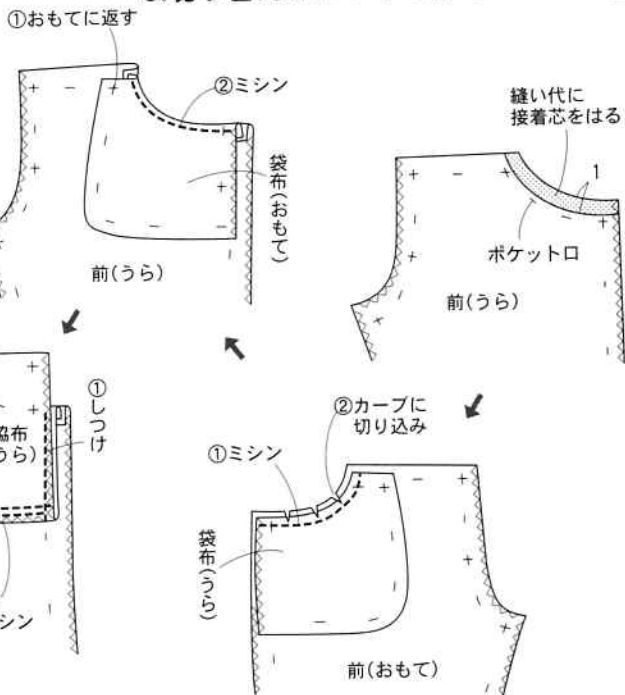 ①おもてに返す
②ミシン
袋布(おもて)
前(うら)
縫い代に
接着芯をはる
1
ポケット口
前(うら)
②カーブに
切り込み
①ミシン
袋布(うら)
前(おもて)
①しつけ
脇布
うら)
シン